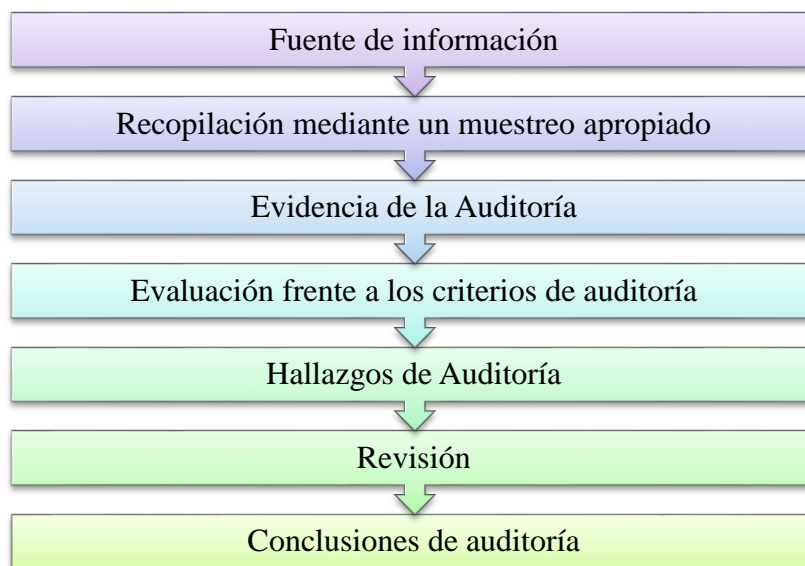 Fuente de información
Recopilación mediante un muestreo apropiado
Evidencia de la Auditoría
Evaluación frente a los criterios de auditoría
Hallazgos de Auditoría
Revisión
Conclusiones de auditoría